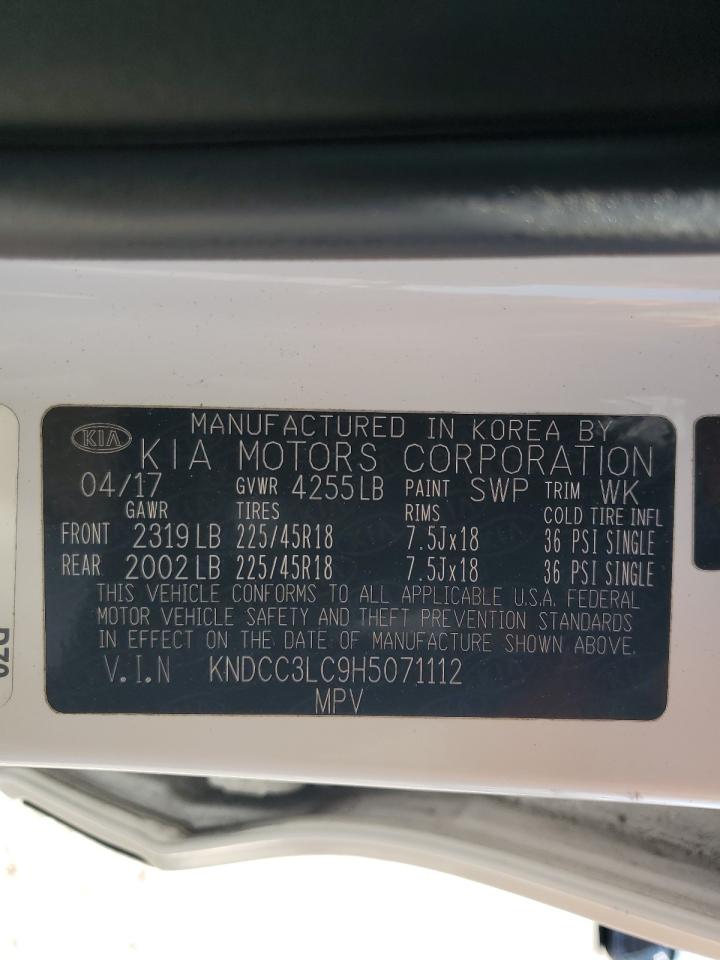 MANUFACTURED IN KOREA BY
KIA KIA MOTORS CORPORATION
04/17 GVWR 4255LB PAINT SWP TRIM WK
GAWR TIRES RIMS COLD TIRE INFL
FRONT 2319LB 225/45R18 7.5Jx18 36 PSI SINGLE
REAR 2002LB 225/45R18 7.5Jx18 36 PSI SINGLE
THIS VEHICLE CONFORMS TO ALL APPLICABLE U.S.A. FEDERAL
MOTOR VEHICLE SAFETY AND THEFT PREVENTION STANDARDS
IN EFFECT ON THE DATE OF MANUFACTURE SHOWN ABOVE.
V.I.N KNDCC3LC9H5071112
MPV